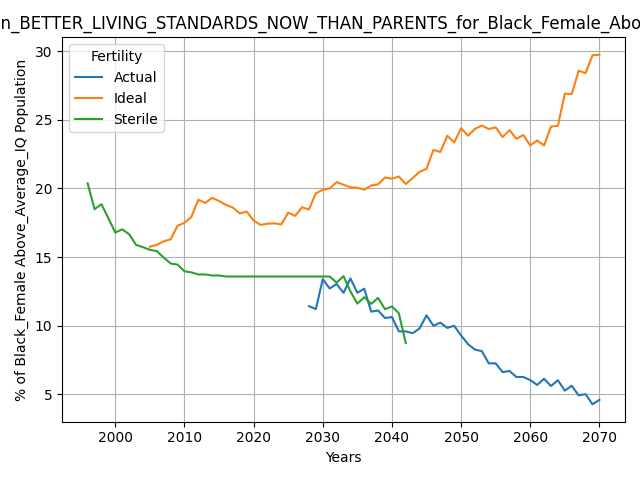 n_BETTER_LIVING_STANDARDS_NOW_THAN_PARENTS_for_Black_Female_Abo
Fertility
Actual
Ideal
Sterile
% of Black_Female Above_Average_IQ Population
30
25
20
15
10
5
2000 2010 2020 2030 2040 2050 2060 2070
Years